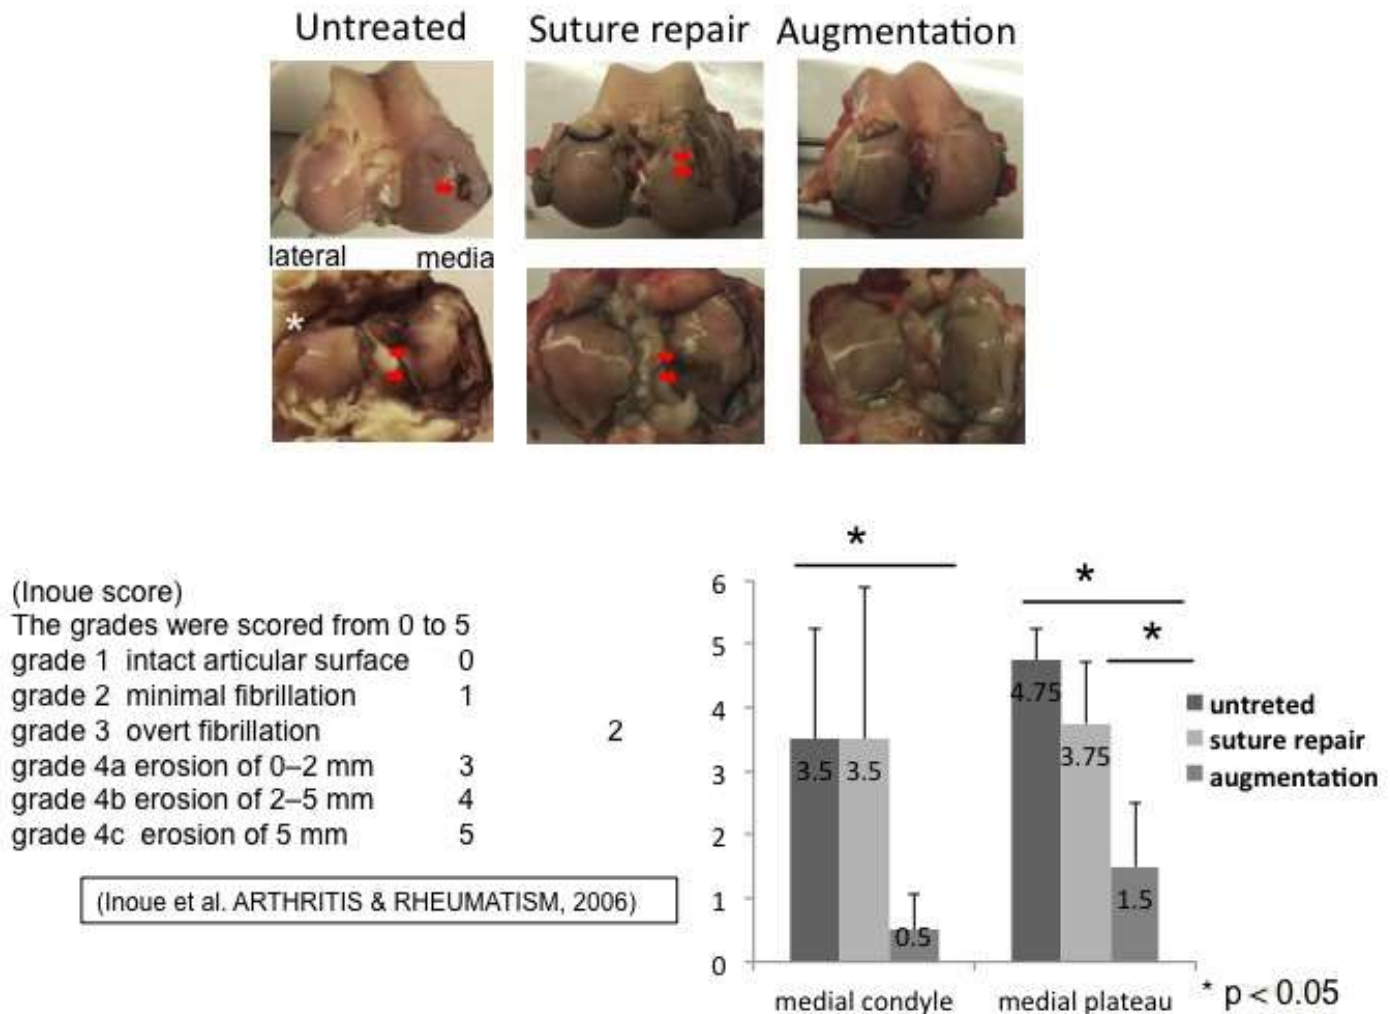 Untreated Suture repair Augmentation
lateral media
*
(Inoue score)
The grades were scored from 0 to 5
grade 1 intact articular surface 0
grade 2 minimal fibrillation 1
grade 3 overt fibrillation 2
grade 4a erosion of 0–2 mm 3
grade 4b erosion of 2–5 mm 4
grade 4c erosion of 5 mm 5
(Inoue et al. ARTHRITIS & RHEUMATISM, 2006)
*
*
*
6
5
4
3
2
1
0
3.5 3.5 0.5
4.75 3.75 1.5
medial condyle medial plateau
untreted
suture repair
augmentation
* p < 0.05